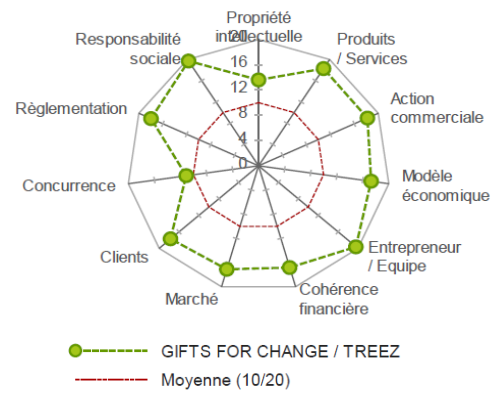 Propriété
intellectuelle
Produits
/ Services
Action
commerciale
Modèle
économique
Entrepreneur
/ Equipe
Cohérence
financière
Marché
Clients
Concurrence
Règlementation
Responsabilité
sociale
20
16
12
8
4
0
GIFTS FOR CHANGE / TREEZ
Moyenne (10/20)